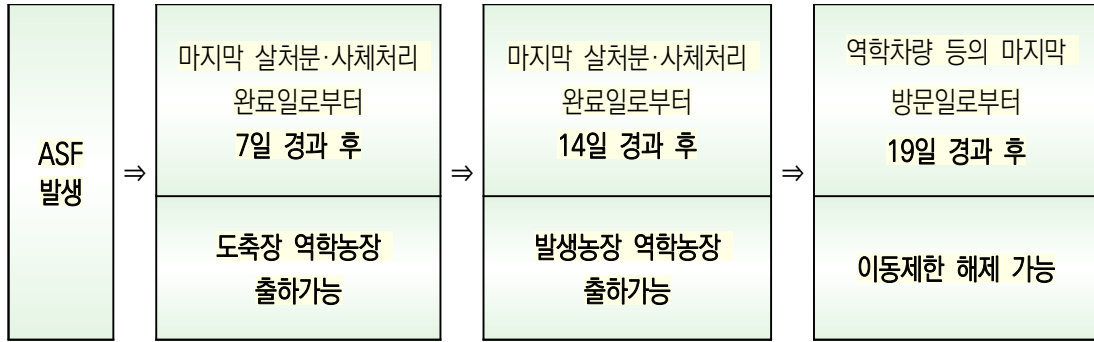 ASF
발생
⇒
마지막 살처분·사체처리
완료일로부터
7일 경과 후
도축장 역학농장
출하가능
⇒
마지막 살처분·사체처리
완료일로부터
14일 경과 후
발생농장 역학농장
출하가능
⇒
역학차량 등의 마지막
방문일로부터
19일 경과 후
이동제한 해제 가능